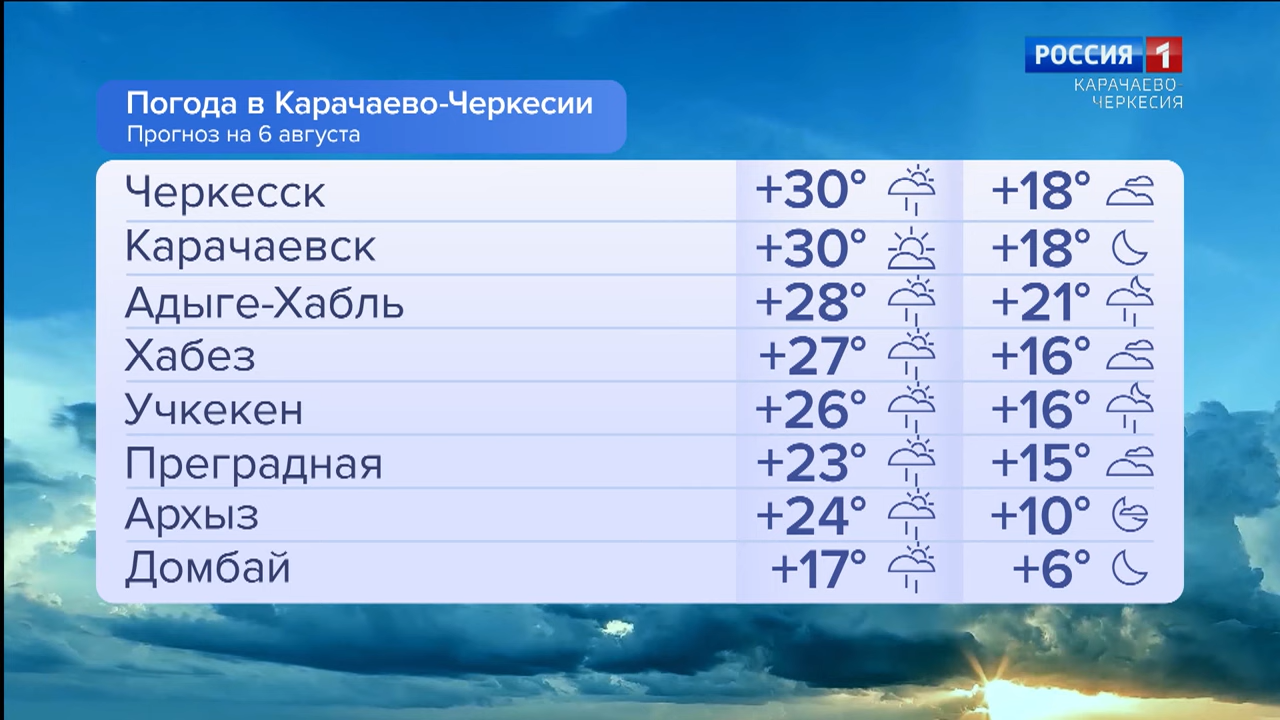 РОССИЯ 1
КАРАЧАЕВО-
ЧЕРКЕСИЯ
Погода в Карачаево-Черкесии
Прогноз на 6 августа
Черкесск +30° +18°
Карачаевск +30° +18°
Адыге-Хабль +28° +21°
Хабез +27° +16°
Учкекен +26° +16°
Преградная +23° +15°
Архыз +24° +10°
Домбай +17° +6°